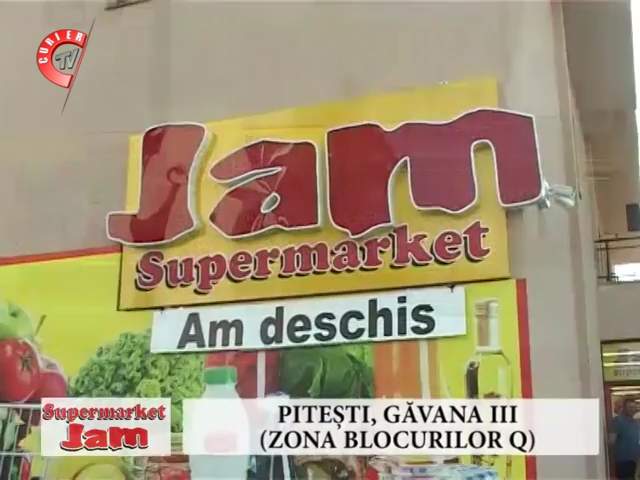 CURIER
TV
Jam
Supermarket
Am deschis
Supermarket
Jam
PITEȘTI, GĂVANA III
(ZONA BLOCURILOR Q)